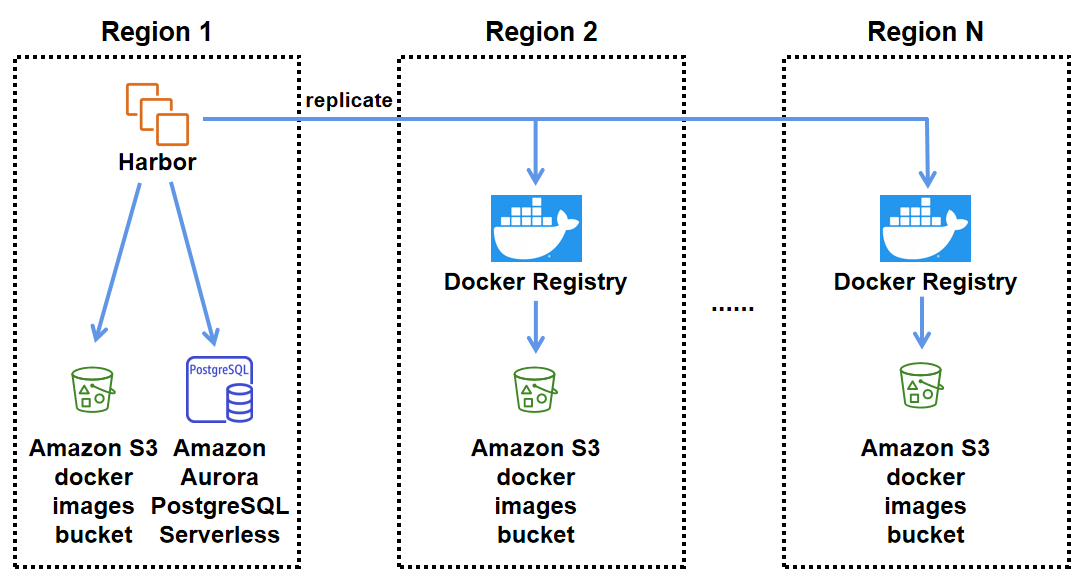 Region 1
Region 2
Region N
replicate
Harbor
Docker Registry
Docker Registry
......
PostgreSQL
Amazon S3
docker
images
bucket
Amazon
Aurora
PostgreSQL
Serverless
Amazon S3
docker
images
bucket
Amazon S3
docker
images
bucket